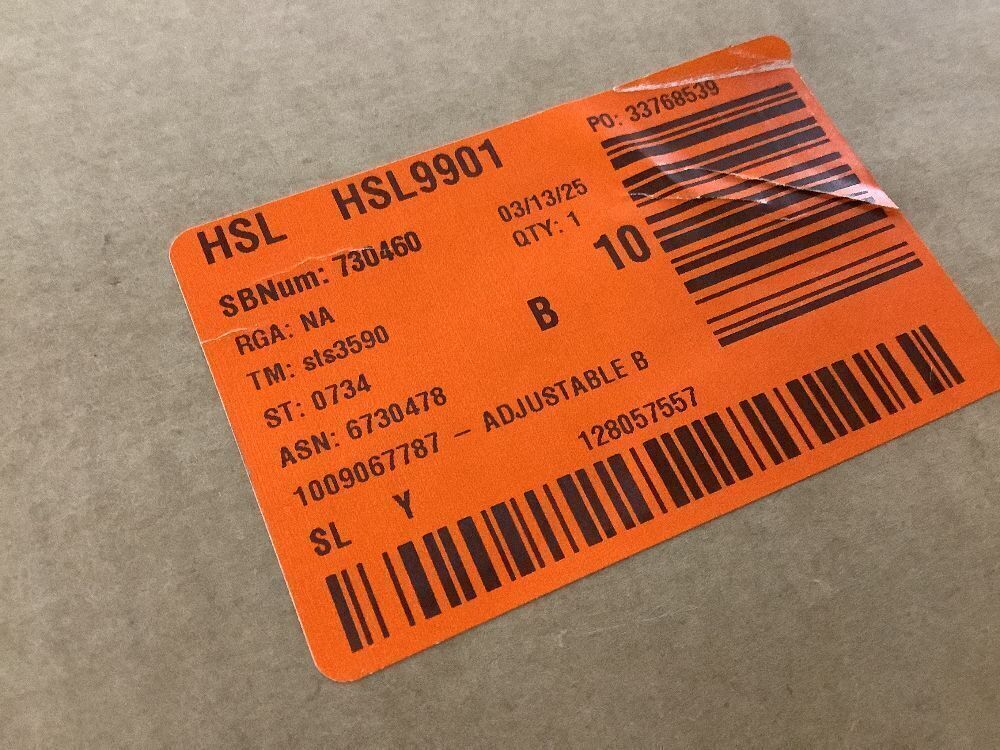 HSL HSL9901
PO: 33768539
SBNum: 730460
03/13/25
RGA: NA
QTY: 1
10
TM: sts3590
B
ST: 0734
ASN: 6730478
1009067787 – ADJUSTABLE B
128057557
SL Y